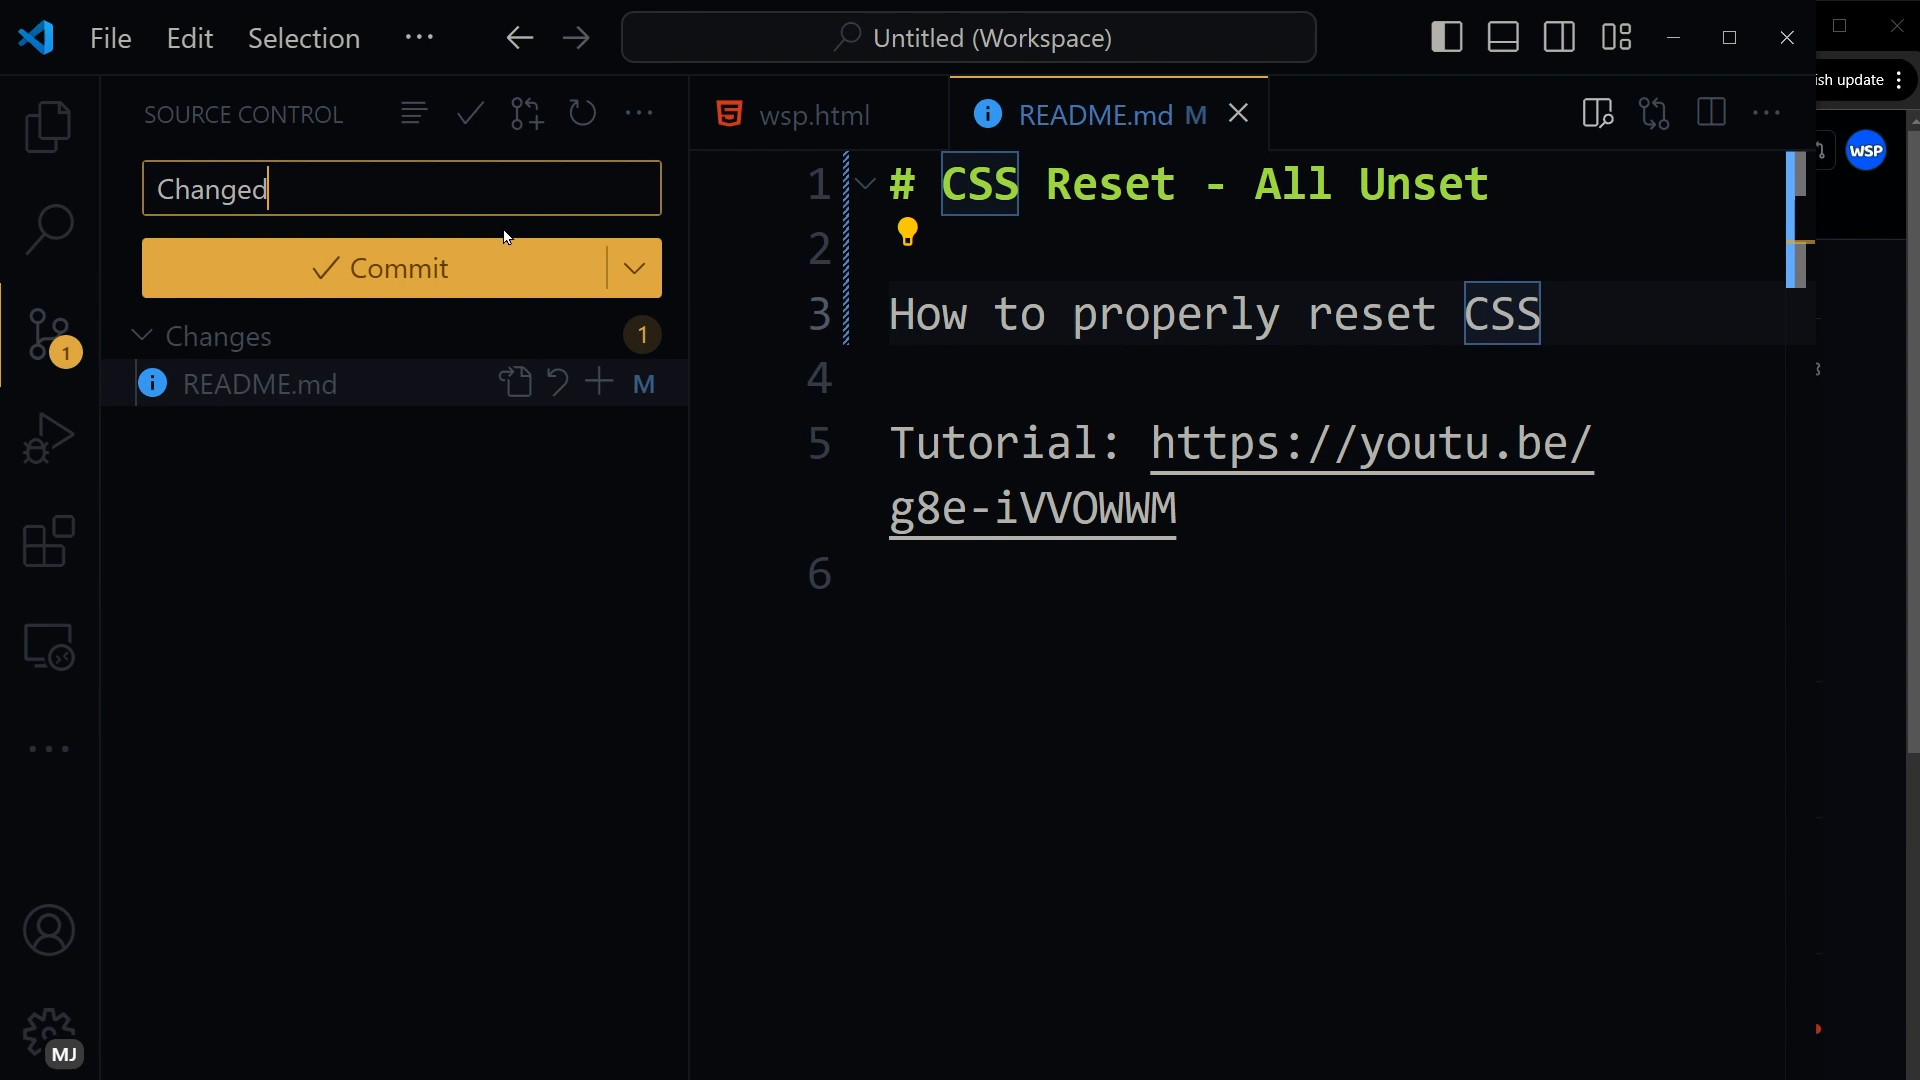 File Edit Selection ··· Untitled (Workspace)
ish update
SOURCE CONTROL
wsp.html
README.md M
WSP
Changed
Commit
Changes 1
README.md M
1
1 # CSS Reset - All Unset
2
3 How to properly reset CSS
4
5 Tutorial: https://youtu.be/
g8e-iVVOWWM
6
MJ